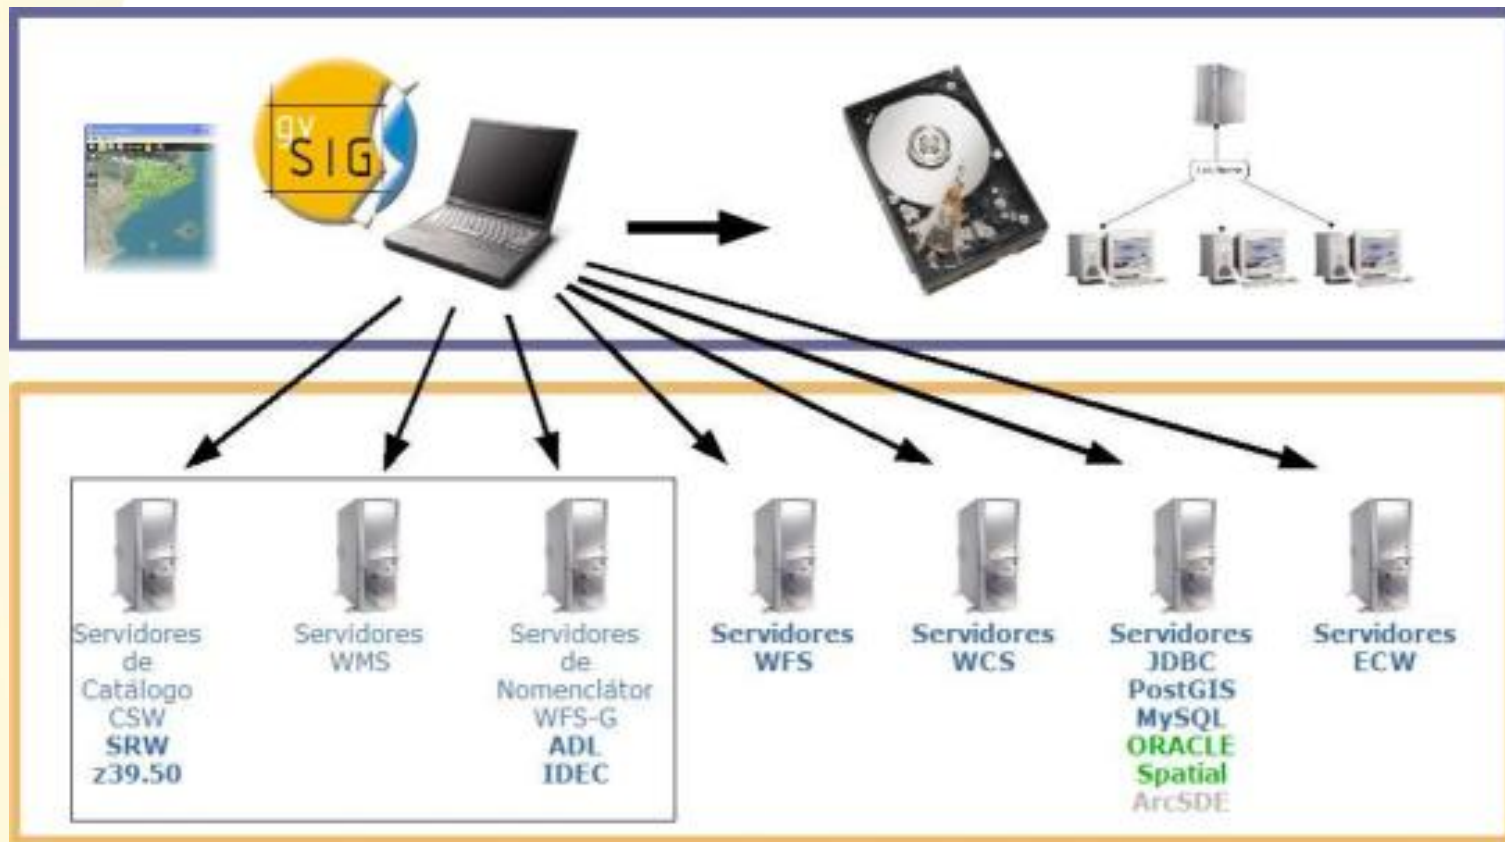 gv
SIG
Servidores
de
Catálogo
CSW
SRW
z39.50
Servidores
WMS
Servidores
de
Nomenclátor
WFS-G
ADL
IDEC
Servidores
WFS
Servidores
WCS
Servidores
JDBC
PostGIS
MySQL
ORACLE
Spatial
ArcSDE
Servidores
ECW